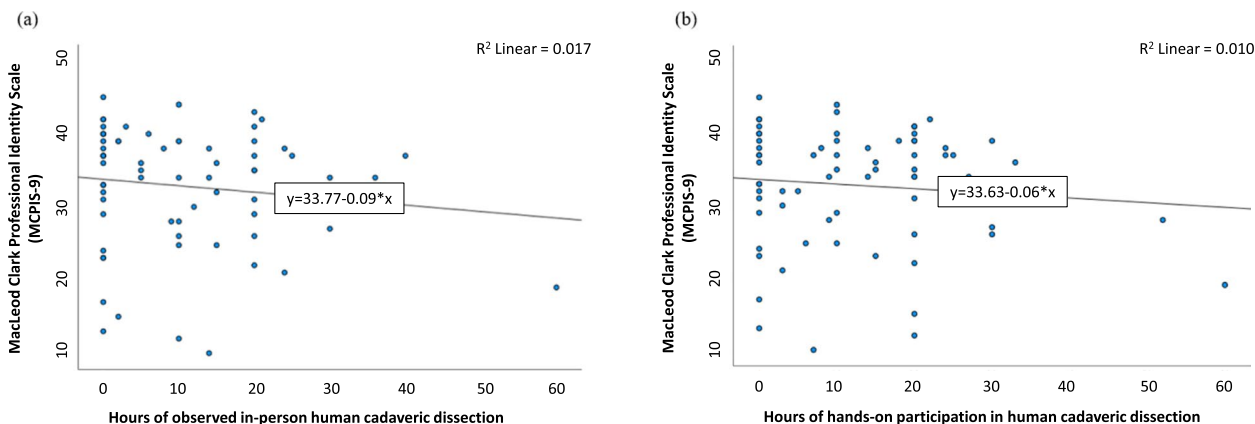 (a)
R² Linear = 0.017
MacLeod Clark Professional Identity Scale
(MCPIS-9)
50
40
30
20
10
y=33.77-0.09*x
0 10 20 30 40 50 60
Hours of observed in-person human cadaveric dissection
(b)
R² Linear = 0.010
MacLeod Clark Professional Identity Scale
(MCPIS-9)
50
40
30
20
10
y=33.63-0.06*x
0 10 20 30 40 50 60
Hours of hands-on participation in human cadaveric dissection